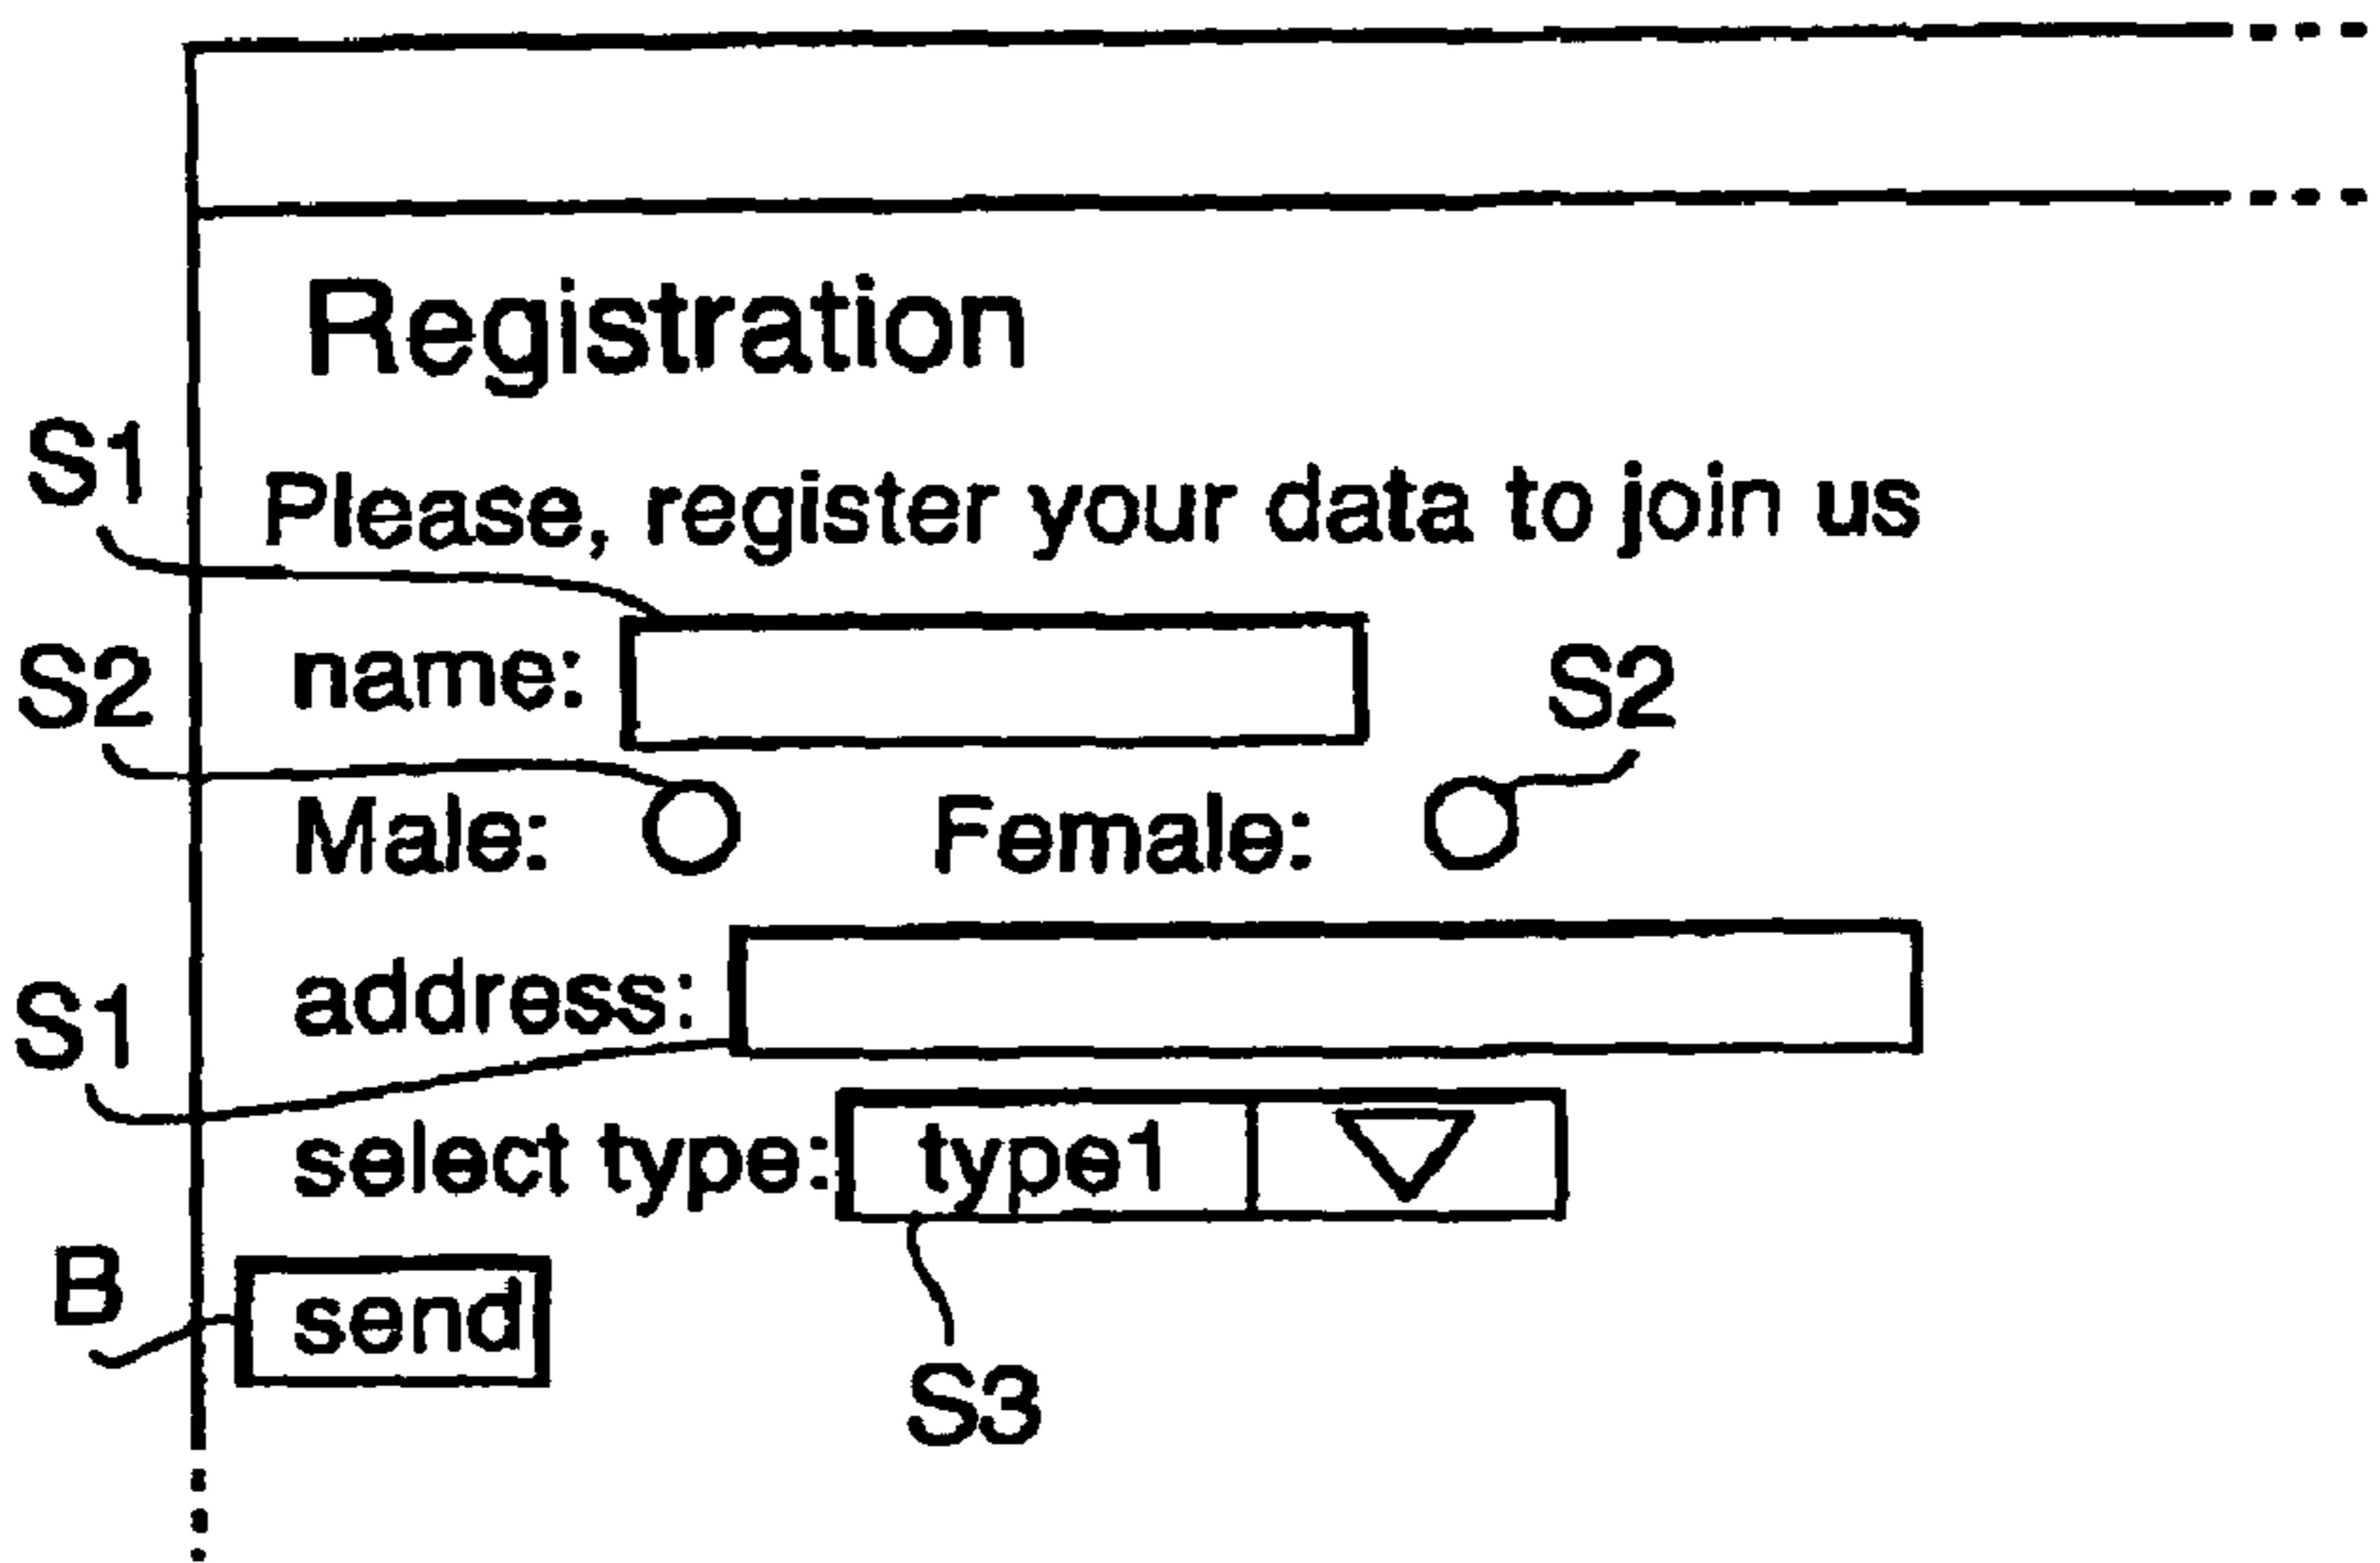 Registration
S1
Please, register your data to join us
S2 name: S2
Male: Female:
S1 address:
select type: type1
B send
S3